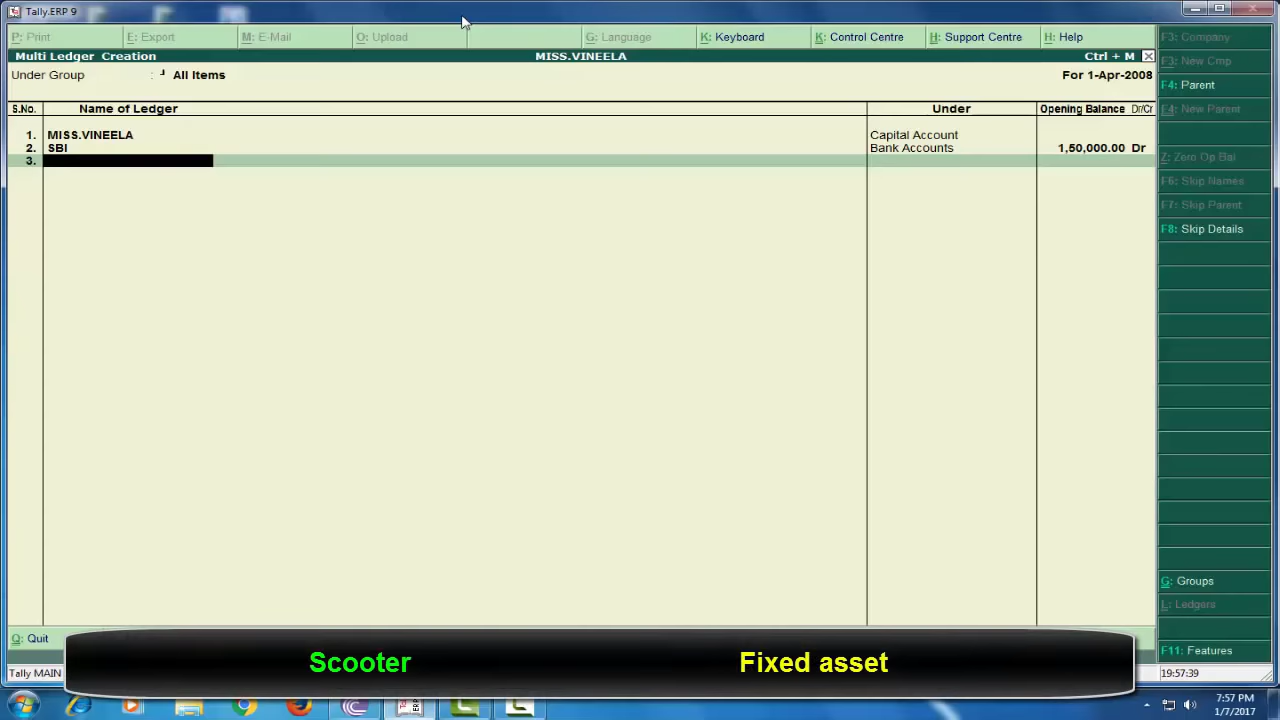 Tally.ERP 9
P: Print E: Export M: E-Mail O: Upload G: Language K: Keyboard K: Control Centre H: Support Centre H: Help F3: Company
Multi Ledger Creation MISS.VINEELA Ctrl + M
F3: New Cmp
Under Group : All Items For 1-Apr-2008
F4: Parent
S.No. Name of Ledger Under Opening Balance Dr/Cr
F4: New Parent
1. MISS.VINEELA Capital Account
2. SBI Bank Accounts 1,50,000.00 Dr
3.
Z: Zero Op Bal
F6: Skip Names
F7: Skip Parent
F8: Skip Details
G: Groups
L: Ledgers
Q: Quit
F11: Features
Scooter Fixed asset
Tally MAIN 19:57:39
7:57 PM
1/7/2017